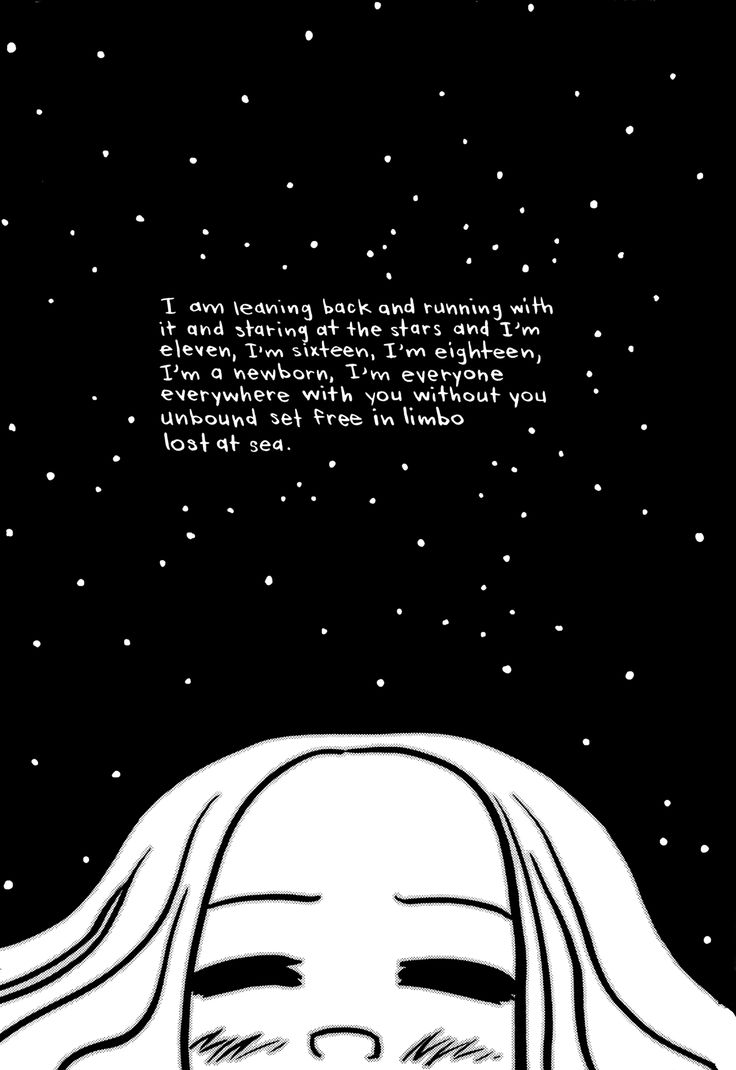 I am leaning back and running with
it and staring at the stars and I'm
eleven, I'm sixteen, I'm eighteen,
I'm a newborn, I'm everyone
everywhere with you without you
unbound set free in limbo
lost at sea.